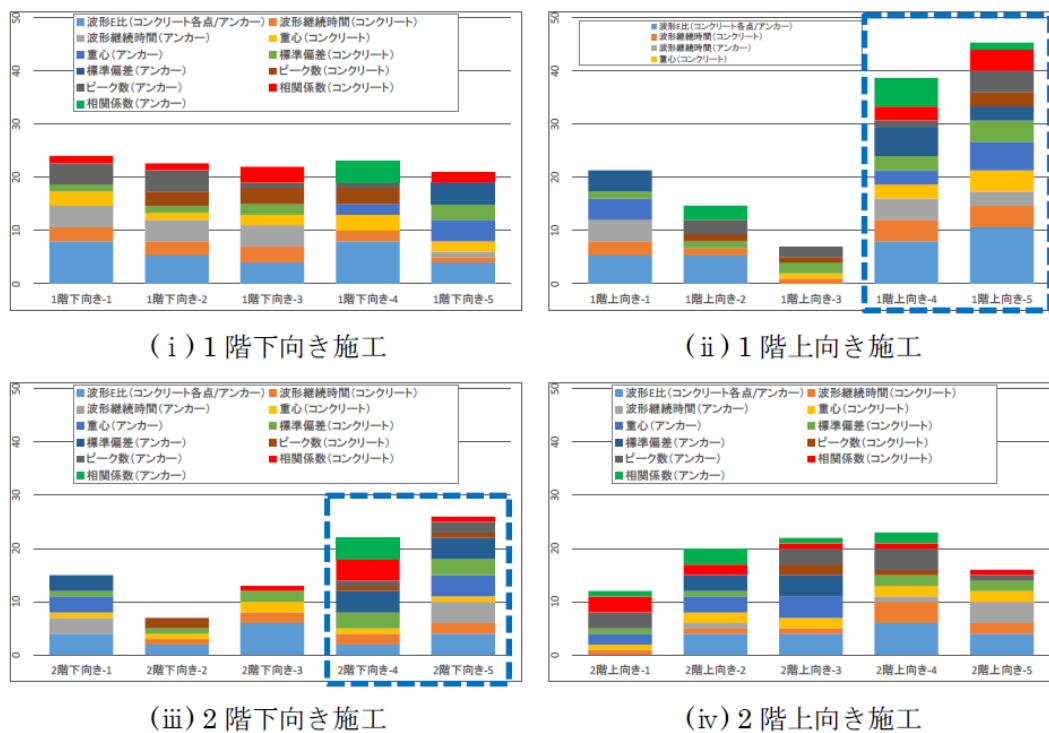 波形E比(コンクリート各点/アンカー) 波形継続時間(コンクリート)
波形継続時間(アンカー) 重心(コンクリート)
重心(アンカー) 標準偏差(コンクリート)
標準偏差(アンカー) ピーク数(コンクリート)
ピーク数(アンカー) 相関係数(コンクリート)
相関係数(アンカー)
50
40
30
20
10
0
1階下向き-1 1階下向き-2 1階下向き-3 1階下向き-4 1階下向き-5
(ⅰ) 1 階下向き施工
波形E比(コンクリート各点/アンカー)
波形継続時間(コンクリート)
波形継続時間(アンカー)
重心(コンクリート)
50
40
30
20
10
0
1階上向き-1 1階上向き-2 1階上向き-3 1階上向き-4 1階上向き-5
(ⅱ) 1 階上向き施工
波形E比(コンクリート各点/アンカー) 波形継続時間(コンクリート)
波形継続時間(アンカー) 重心(コンクリート)
重心(アンカー) 標準偏差(コンクリート)
標準偏差(アンカー) ピーク数(コンクリート)
ピーク数(アンカー) 相関係数(コンクリート)
相関係数(アンカー)
50
40
30
20
10
0
2階下向き-1 2階下向き-2 2階下向き-3 2階下向き-4 2階下向き-5
(ⅲ) 2 階下向き施工
波形E比(コンクリート各点/アンカー) 波形継続時間(コンクリート)
波形継続時間(アンカー) 重心(コンクリート)
重心(アンカー) 標準偏差(コンクリート)
標準偏差(アンカー) ピーク数(コンクリート)
ピーク数(アンカー) 相関係数(コンクリート)
相関係数(アンカー)
50
40
30
20
10
0
2階上向き-1 2階上向き-2 2階上向き-3 2階上向き-4 2階上向き-5
(ⅳ) 2 階上向き施工